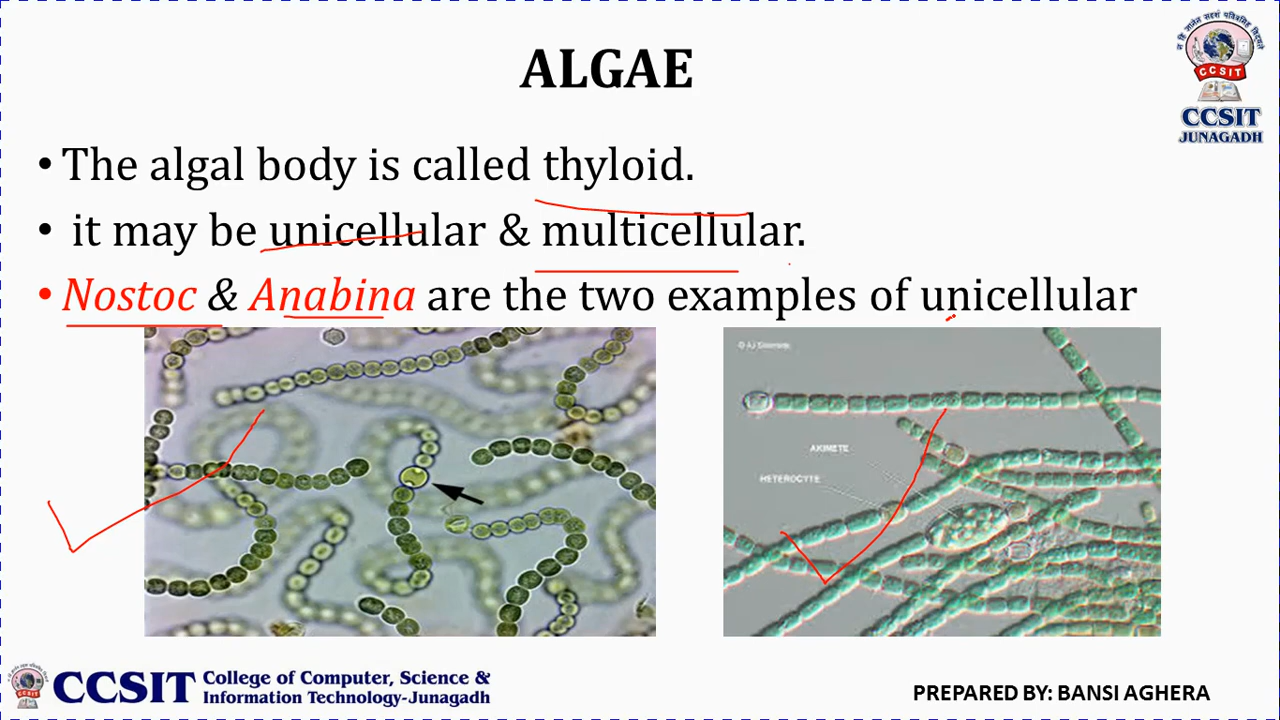 ALGAE
CCSIT
CCSIT
JUNAGADH
• The algal body is called thyloid.
• it may be unicellular & multicellular.
• Nostoc & Anabina are the two examples of unicellular
AKINETE
HETEROCYTE
CCSIT
College of Computer, Science &
Information Technology-Junagadh
PREPARED BY: BANSI AGHERA